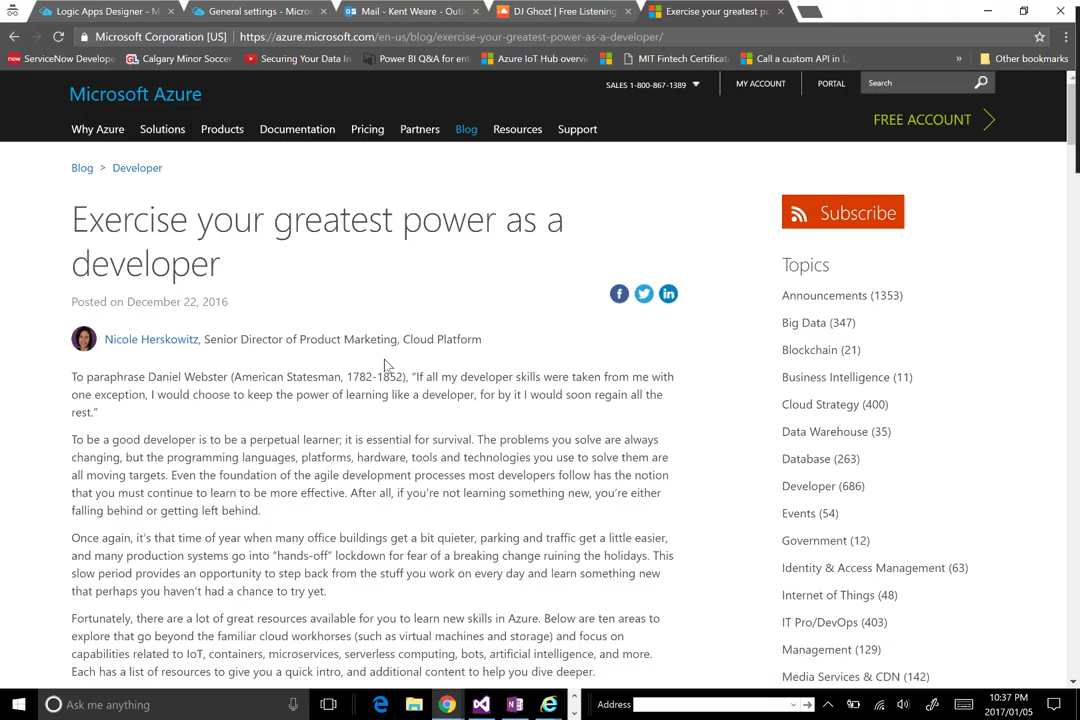 Logic Apps Designer - M
General settings - Micros
Mail - Kent Weare - Outl
DJ Ghozt | Free Listening
Exercise your greatest p
Microsoft Corporation [US]
https://azure.microsoft.com/en-us/blog/exercise-your-greatest-power-as-a-developer/
now
ServiceNow Develope
GL
Calgary Minor Soccer
Securing Your Data In
Power BI Q&A for ent
Azure IoT Hub overvi
MIT Fintech Certificat
Call a custom API in L
»
Other bookmarks
Microsoft Azure
SALES 1-800-867-1389
MY ACCOUNT
PORTAL
Search
Why Azure
Solutions
Products
Documentation
Pricing
Partners
Blog
Resources
Support
FREE ACCOUNT
Blog > Developer
Exercise your greatest power as a
developer
Posted on December 22, 2016
Nicole Herskowitz, Senior Director of Product Marketing, Cloud Platform
To paraphrase Daniel Webster (American Statesman, 1782-1852), “If all my developer skills were taken from me with
one exception, I would choose to keep the power of learning like a developer, for by it I would soon regain all the
rest.”
To be a good developer is to be a perpetual learner; it is essential for survival. The problems you solve are always
changing, but the programming languages, platforms, hardware, tools and technologies you use to solve them are
all moving targets. Even the foundation of the agile development processes most developers follow has the notion
that you must continue to learn to be more effective. After all, if you’re not learning something new, you’re either
falling behind or getting left behind.
Once again, it’s that time of year when many office buildings get a bit quieter, parking and traffic get a little easier,
and many production systems go into “hands-off” lockdown for fear of a breaking change ruining the holidays. This
slow period provides an opportunity to step back from the stuff you work on every day and learn something new
that perhaps you haven’t had a chance to try yet.
Fortunately, there are a lot of great resources available for you to learn new skills in Azure. Below are ten areas to
explore that go beyond the familiar cloud workhorses (such as virtual machines and storage) and focus on
capabilities related to IoT, containers, microservices, serverless computing, bots, artificial intelligence, and more.
Each has a list of resources to give you a quick intro, and additional content to help you dive deeper.
Subscribe
Topics
Announcements (1353)
Big Data (347)
Blockchain (21)
Business Intelligence (11)
Cloud Strategy (400)
Data Warehouse (35)
Database (263)
Developer (686)
Events (54)
Government (12)
Identity & Access Management (63)
Internet of Things (48)
IT Pro/DevOps (403)
Management (129)
Media Services & CDN (142)
Ask me anything
Address
10:37 PM
2017/01/05